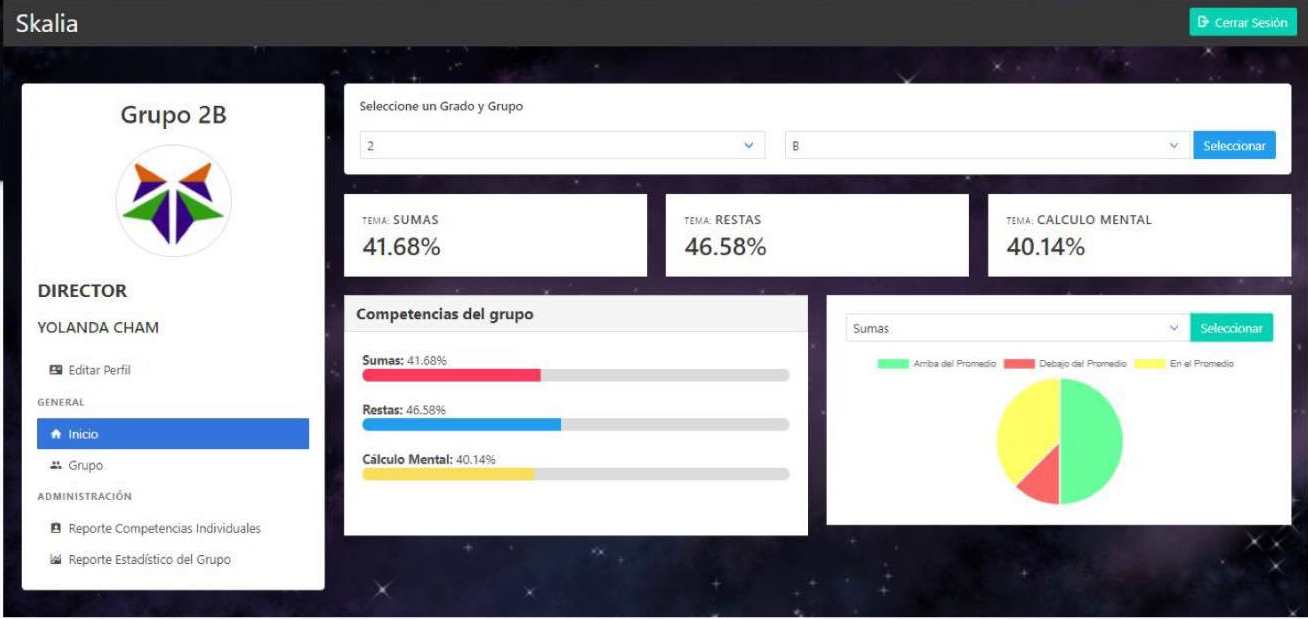 Skalia
Cerrar Sesión
Grupo 2B
DIRECTOR
YOLANDA CHAM
Editar Perfil
GENERAL
Inicio
Grupo
ADMINISTRACIÓN
Reporte Competencias Individuales
Reporte Estadístico del Grupo
Seleccione un Grado y Grupo
2
B
Seleccionar
TEMA: SUMAS
41.68%
TEMA: RESTAS
46.58%
TEMA: CALCULO MENTAL
40.14%
Competencias del grupo
Sumas: 41.68%
Restas: 46.58%
Cálculo Mental: 40.14%
Sumas
Seleccionar
Arriba del Promedio
Debajo del Promedio
En el Promedio